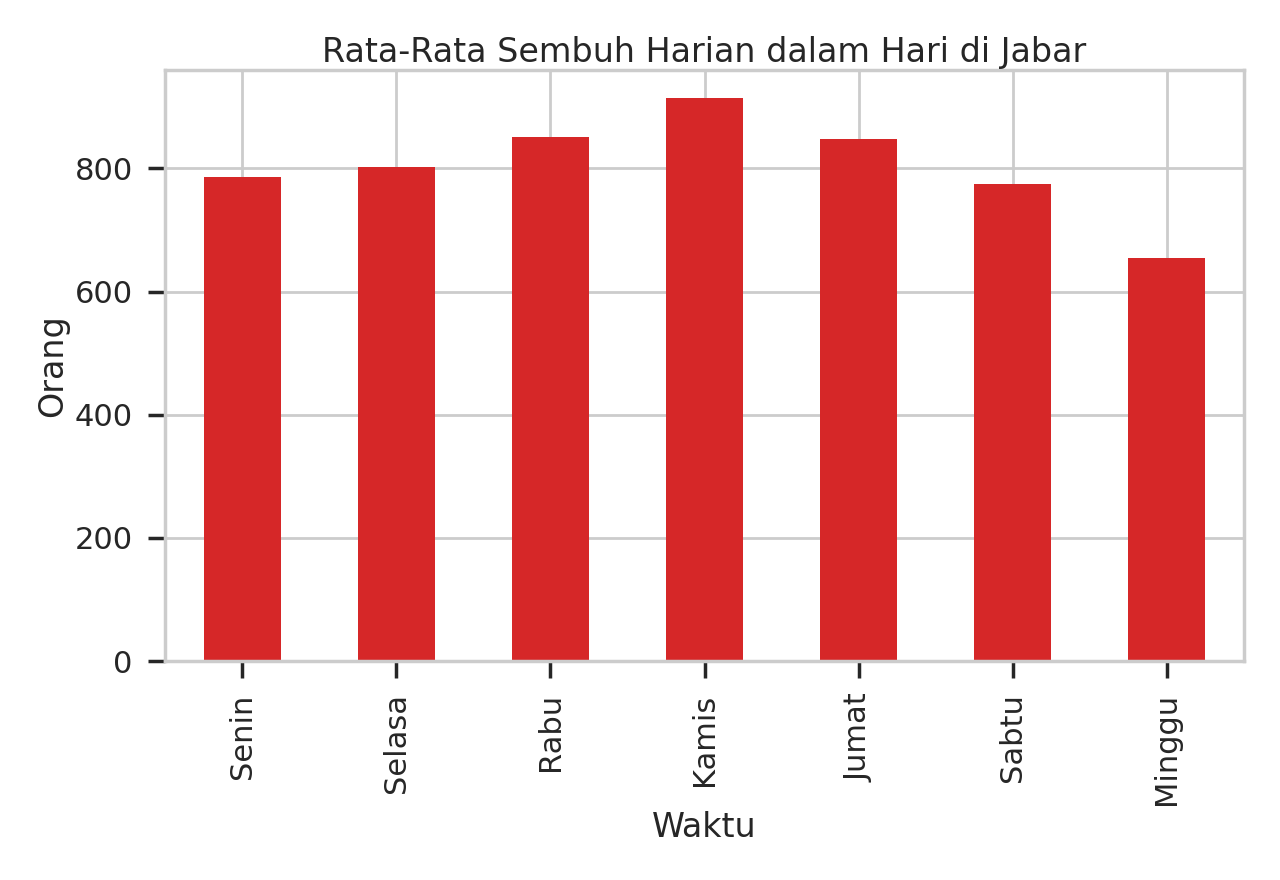 Rata-Rata Sembuh Harian dalam Hari di Jabar
Orang
800
600
400
200
0
Senin
Selasa
Rabu
Kamis
Jumat
Sabtu
Minggu
Waktu